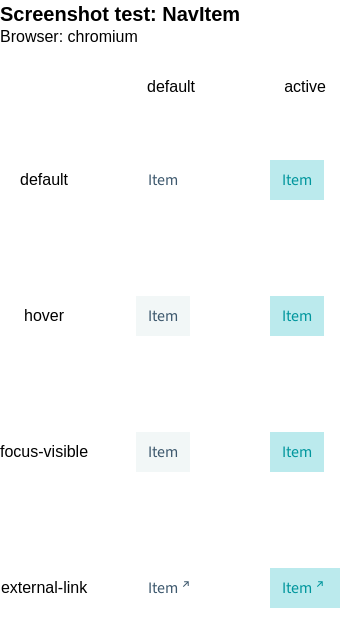 Screenshot test: NavItem
Browser: chromium
default active
default Item Item
hover Item Item
focus-visible Item Item
external-link Item ↗ Item ↗